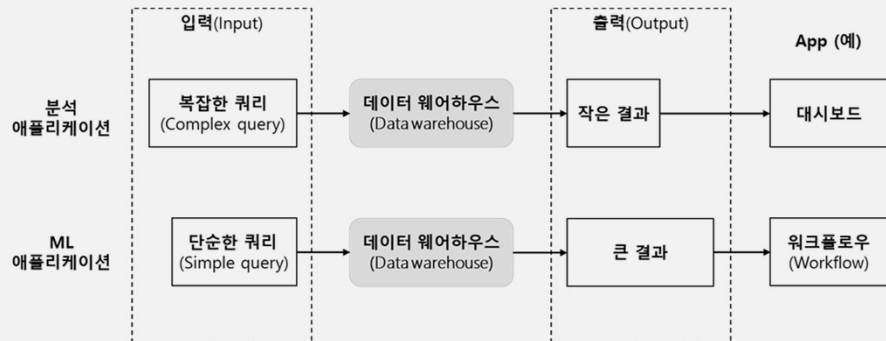 입력(Input)
출력(Output)
App (예)
분석
애플리케이션
복잡한 쿼리
(Complex query)
데이터 웨어하우스
(Data warehouse)
작은 결과
대시보드
ML
애플리케이션
단순한 쿼리
(Simple query)
데이터 웨어하우스
(Data warehouse)
큰 결과
워크플로우
(Workflow)